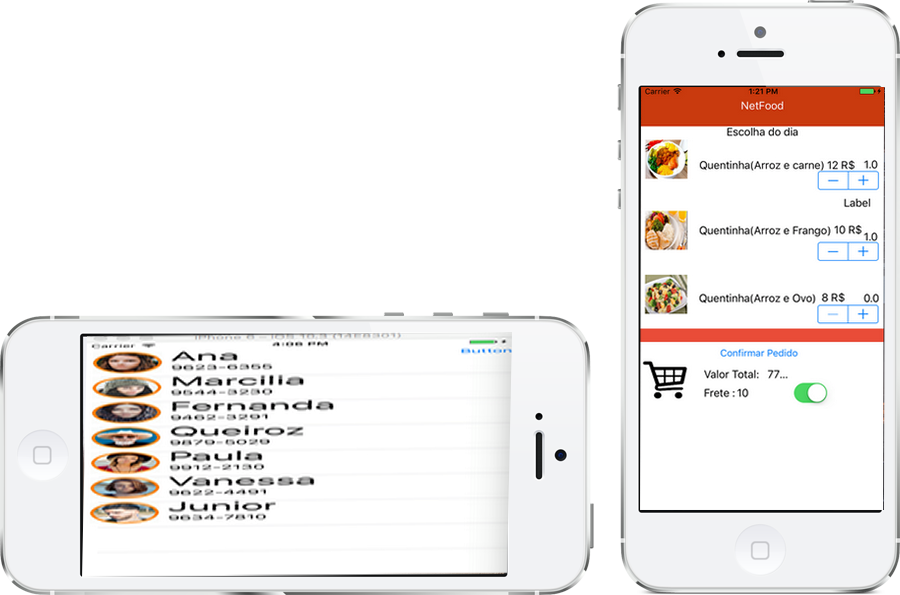 iPhone 6 - iOS 10.3 (14E8301)
Carrier 4:06 PM
Button
Ana
9623-6355
Marcilia
9544-3230
Fernanda
9462-3291
Queiroz
9879-5029
Paula
9912-2130
Vanessa
9622-4491
Junior
9634-7810
Carrier 1:21 PM
NetFood
Escolha do dia
Quentinha(Arroz e carne) 12 R$ 1.0
− +
Label
Quentinha(Arroz e Frango) 10 R$ 1.0
− +
Quentinha(Arroz e Ovo) 8 R$ 0.0
− +
Confirmar Pedido
Valor Total: 77...
Frete : 10